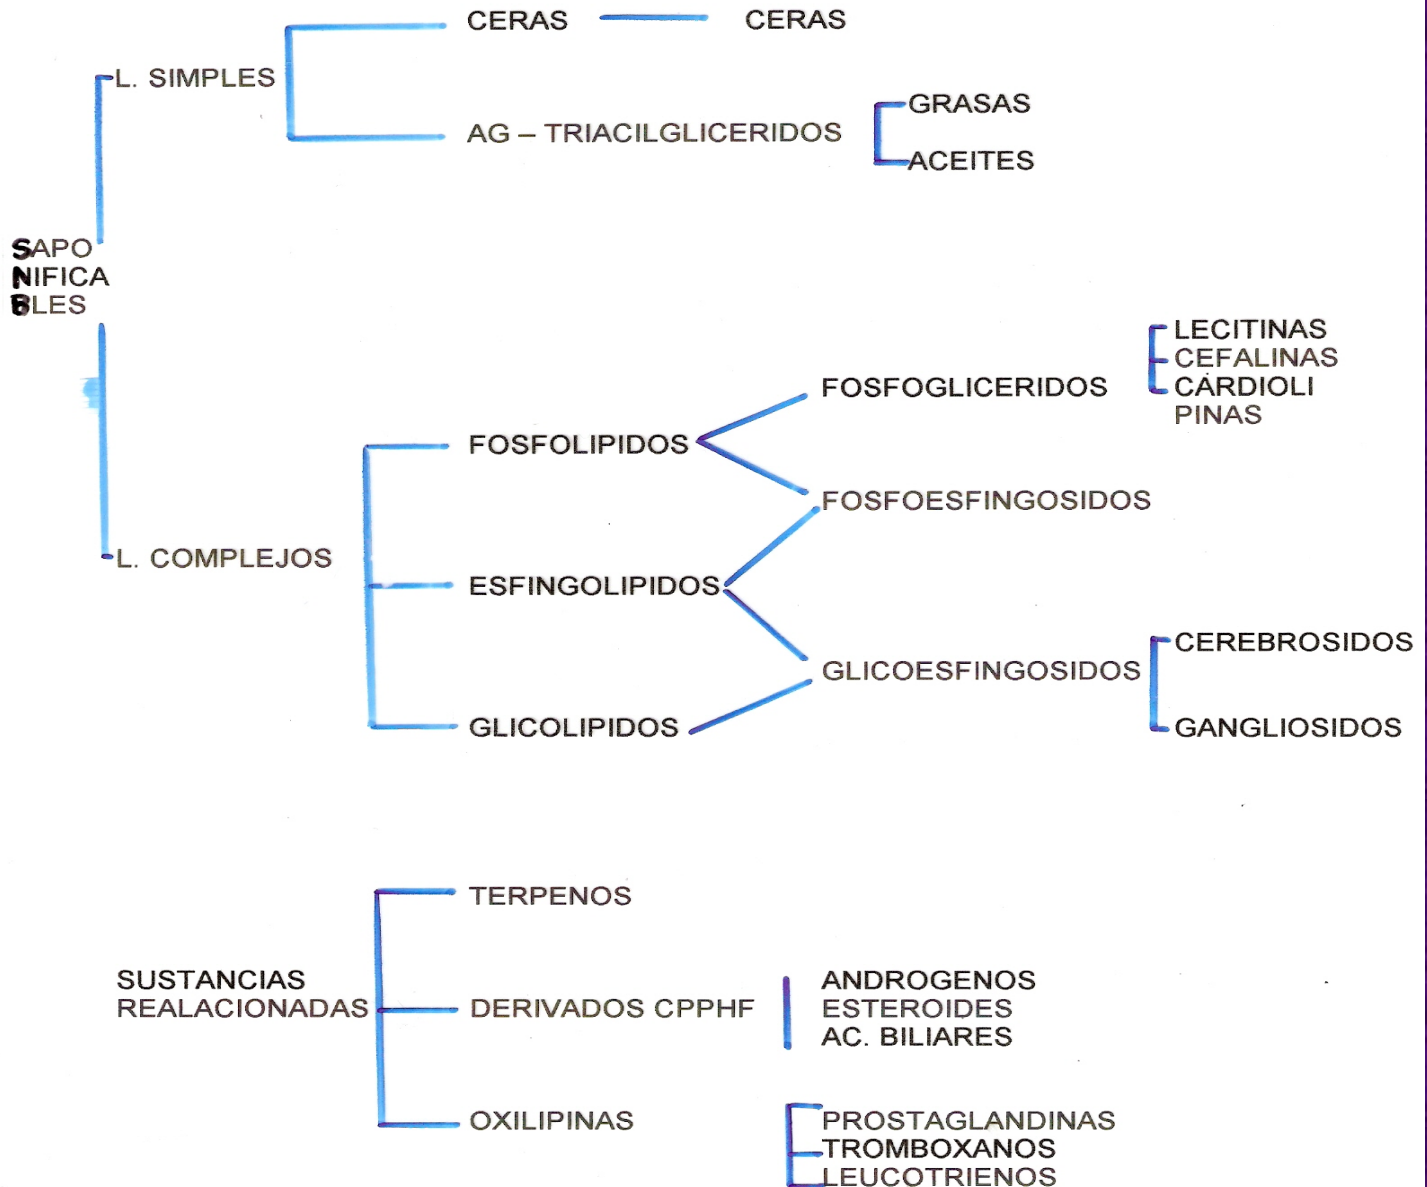 CERAS CERAS
L. SIMPLES
GRASAS
AG – TRIACILGLICERIDOS
ACEITES
SAPO
NIFICA
BLES
LECITINAS
CEFALINAS
FOSFOGLICERIDOS
CARDIOLI
PINAS
FOSFOLIPIDOS
FOSFOESFINGOSIDOS
L. COMPLEJOS
ESFINGOLIPIDOS
CEREBROSIDOS
GLICOESFINGOSIDOS
GLICOLIPIDOS
GANGLIOSIDOS
TERPENOS
SUSTANCIAS
REALACIONADAS
DERIVADOS CPPHF
ANDROGENOS
ESTEROIDES
AC. BILIARES
OXILIPINAS
PROSTAGLANDINAS
TROMBOXANOS
LEUCOTRIENOS